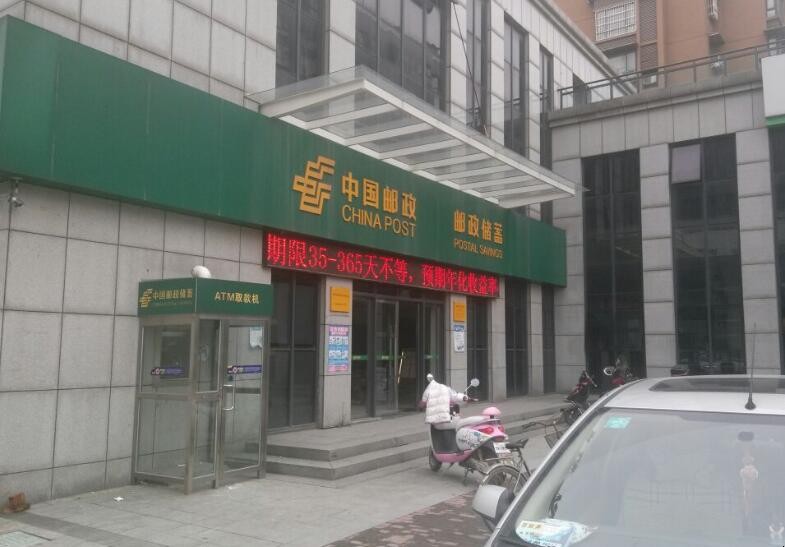 中国邮政
CHINA POST
邮政储蓄
POSTAL SAVINGS
期限35-365天不等，预期年化收益率
中国邮政储蓄
ATM取款机